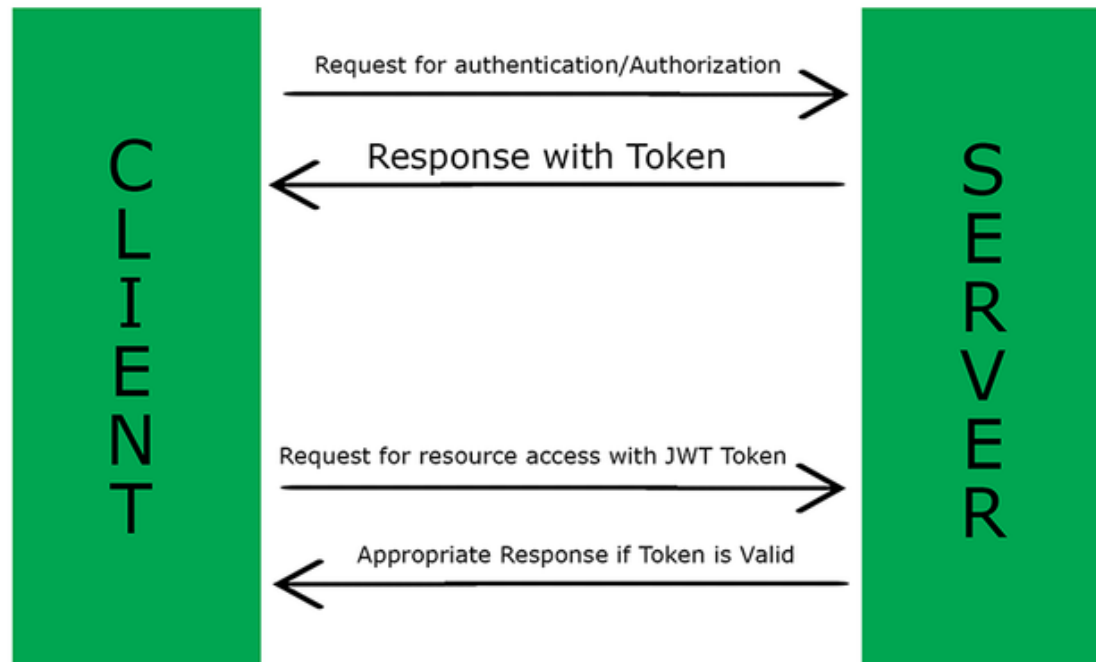 CLIENT
Request for authentication/Authorization
Response with Token
Request for resource access with JWT Token
Appropriate Response if Token is Valid
SERVER